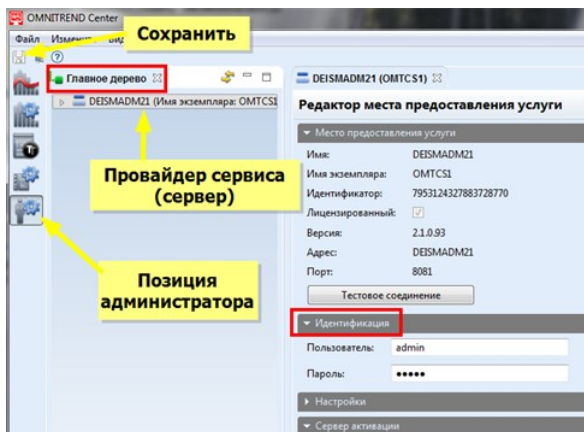 OMNITREND Center
Файл
Сохранить
Главное дерево
DEISMADM21 (Имя экземпляра: OMTCS1
Провайдер сервиса
(сервер)
Позиция
администратора
DEISMADM21 (OMTCS1)
Редактор места предоставления услуги
Место предоставления услуги
Имя: DEISMADM21
Имя экземпляра: OMTCS1
Идентификатор: 7953124327883728770
Лицензированный:
Версия: 2.1.0.93
Адрес: DEISMADM21
Порт: 8081
Тестовое соединение
Идентификация
Пользователь: admin
Пароль: •••••
Настройки
Сервер активации